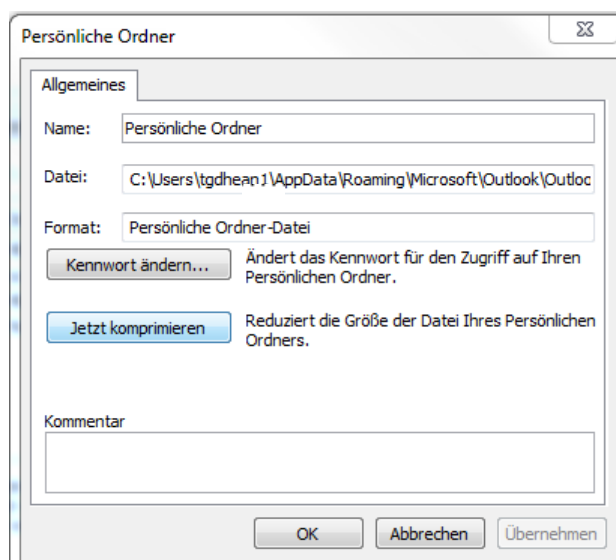 Persönliche Ordner
Allgemeines
Name: Persönliche Ordner
Datei: C:\Users\tgdhean1\AppData\Roaming\Microsoft\Outlook\Outloc
Format: Persönliche Ordner-Datei
Kennwort ändern... Ändert das Kennwort für den Zugriff auf Ihren
Persönlichen Ordner.
Jetzt komprimieren Reduziert die Größe der Datei Ihres Persönlichen
Ordners.
Kommentar
OK Abbrechen Übernehmen